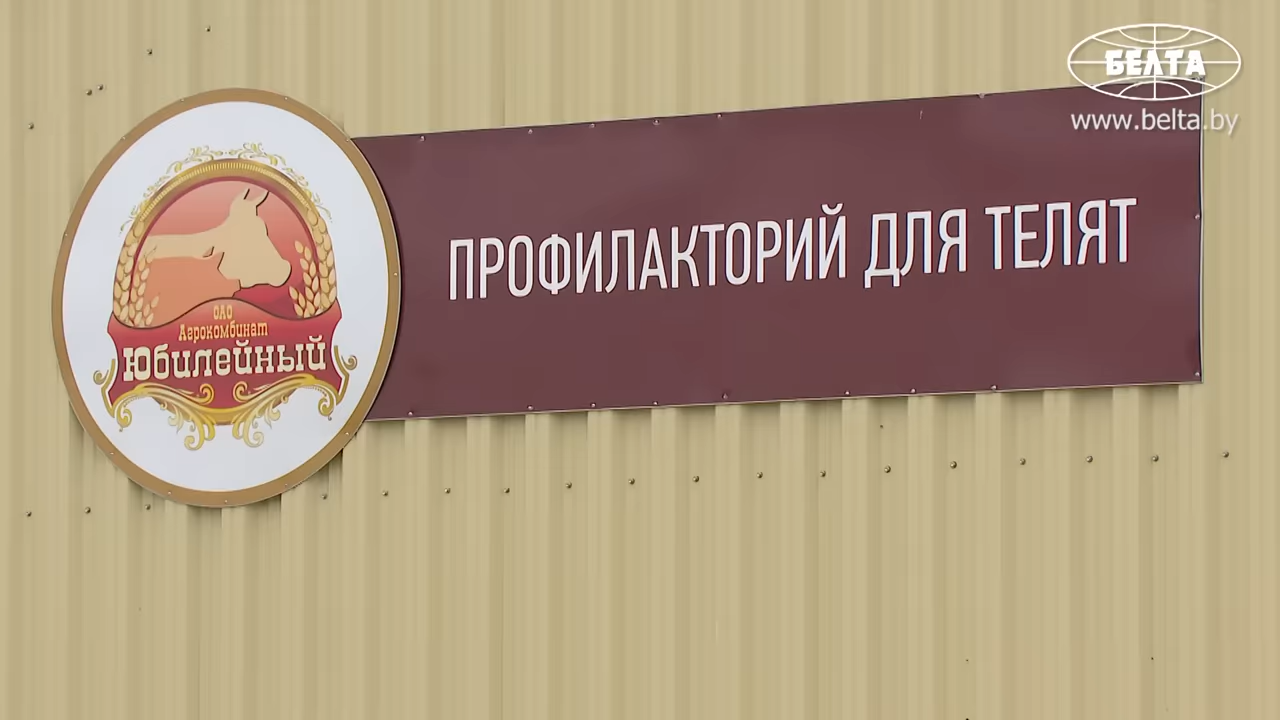 БЕЛТА
www.belta.by
ПРОФИЛАКТОРИЙ ДЛЯ ТЕЛЯТ
ОАО
Агрокомбинат
Юбилейный